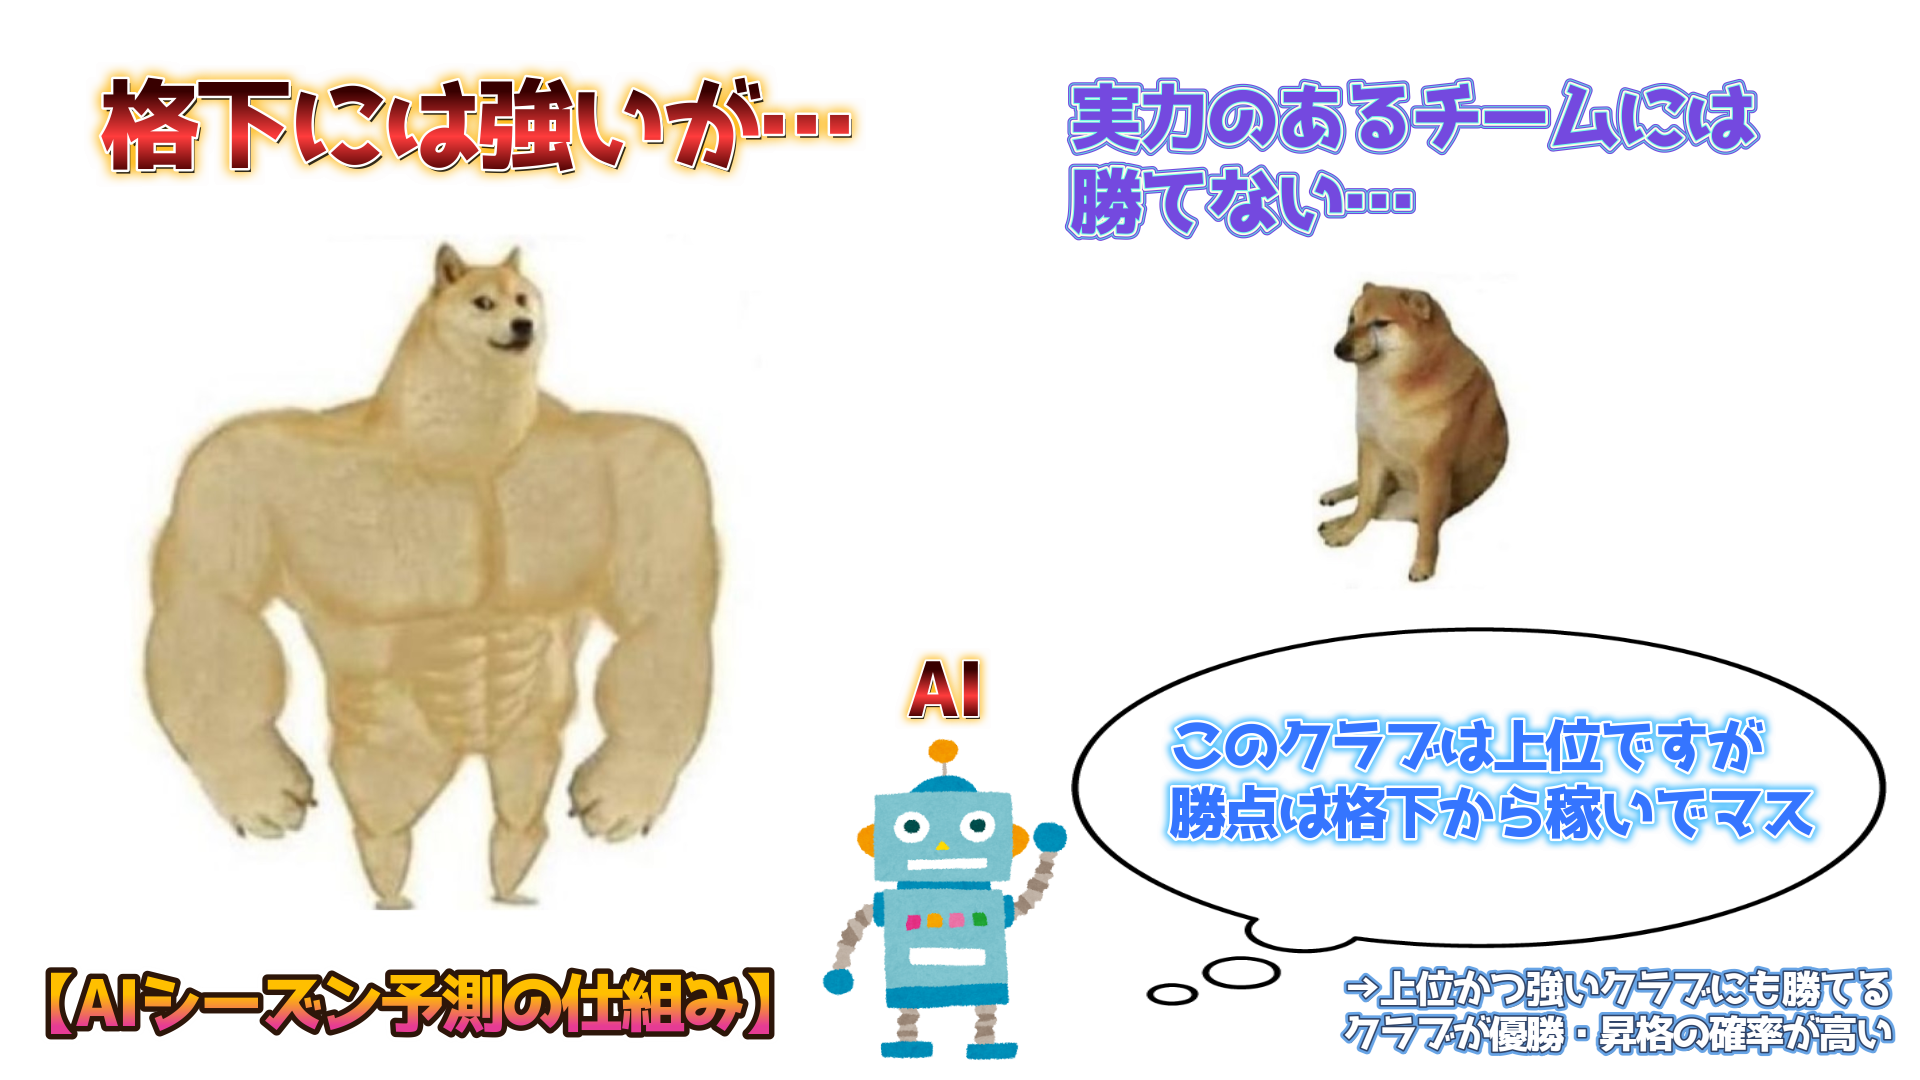 格下には強いが…
実力のあるチームには
勝てない…
AI
このクラブは上位ですが
勝点は格下から稼いでマス
【AIシーズン予測の仕組み】
→上位かつ強いクラブにも勝てる
クラブが優勝・昇格の確率が高い